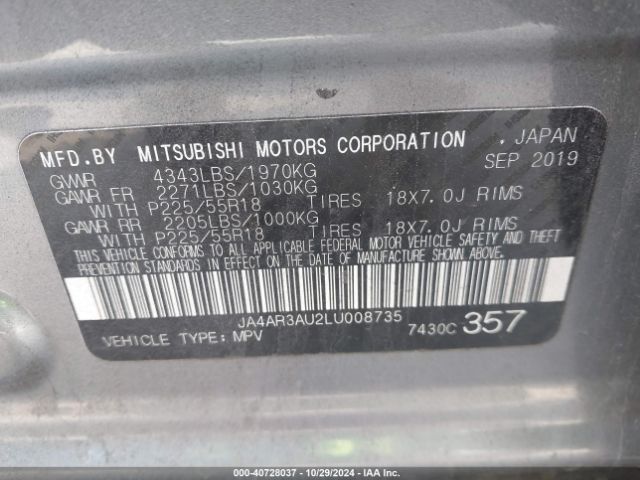 MFD.BY MITSUBISHI MOTORS CORPORATION . JAPAN
SEP 2019
GVWR 4343LBS/1970KG
GAWR FR 2271LBS/1030KG
WITH P225/55R18 TIRES 18X7.0J RIMS
GAWR RR 2205LBS/1000KG
WITH P225/55R18 TIRES 18X7.0J RIMS
THIS VEHICLE CONFORMS TO ALL APPLICABLE FEDERAL MOTOR VEHICLE SAFETY AND THEFT
PREVENTION STANDARDS IN EFFECT ON THE DATE OF MANUFACTURE SHOWN ABOVE.
JA4AR3AU2LU008735
VEHICLE TYPE: MPV 7430C 357
000-40728037 - 10/29/2024 - IAA Auctions